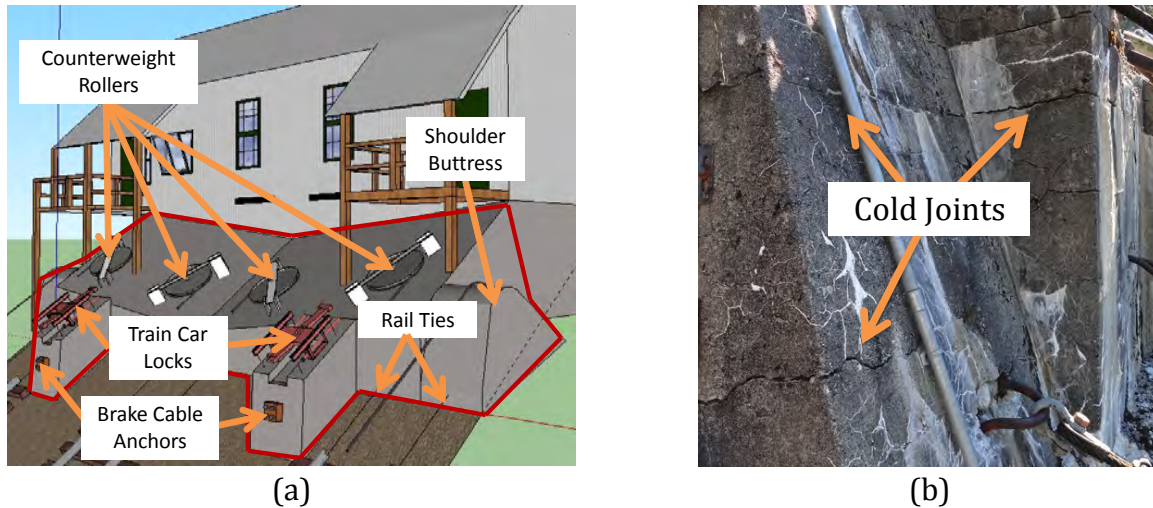 Counterweight
Rollers
Shoulder
Buttress
Train Car
Locks
Rail Ties
Brake Cable
Anchors
(a)
Cold Joints
(b)